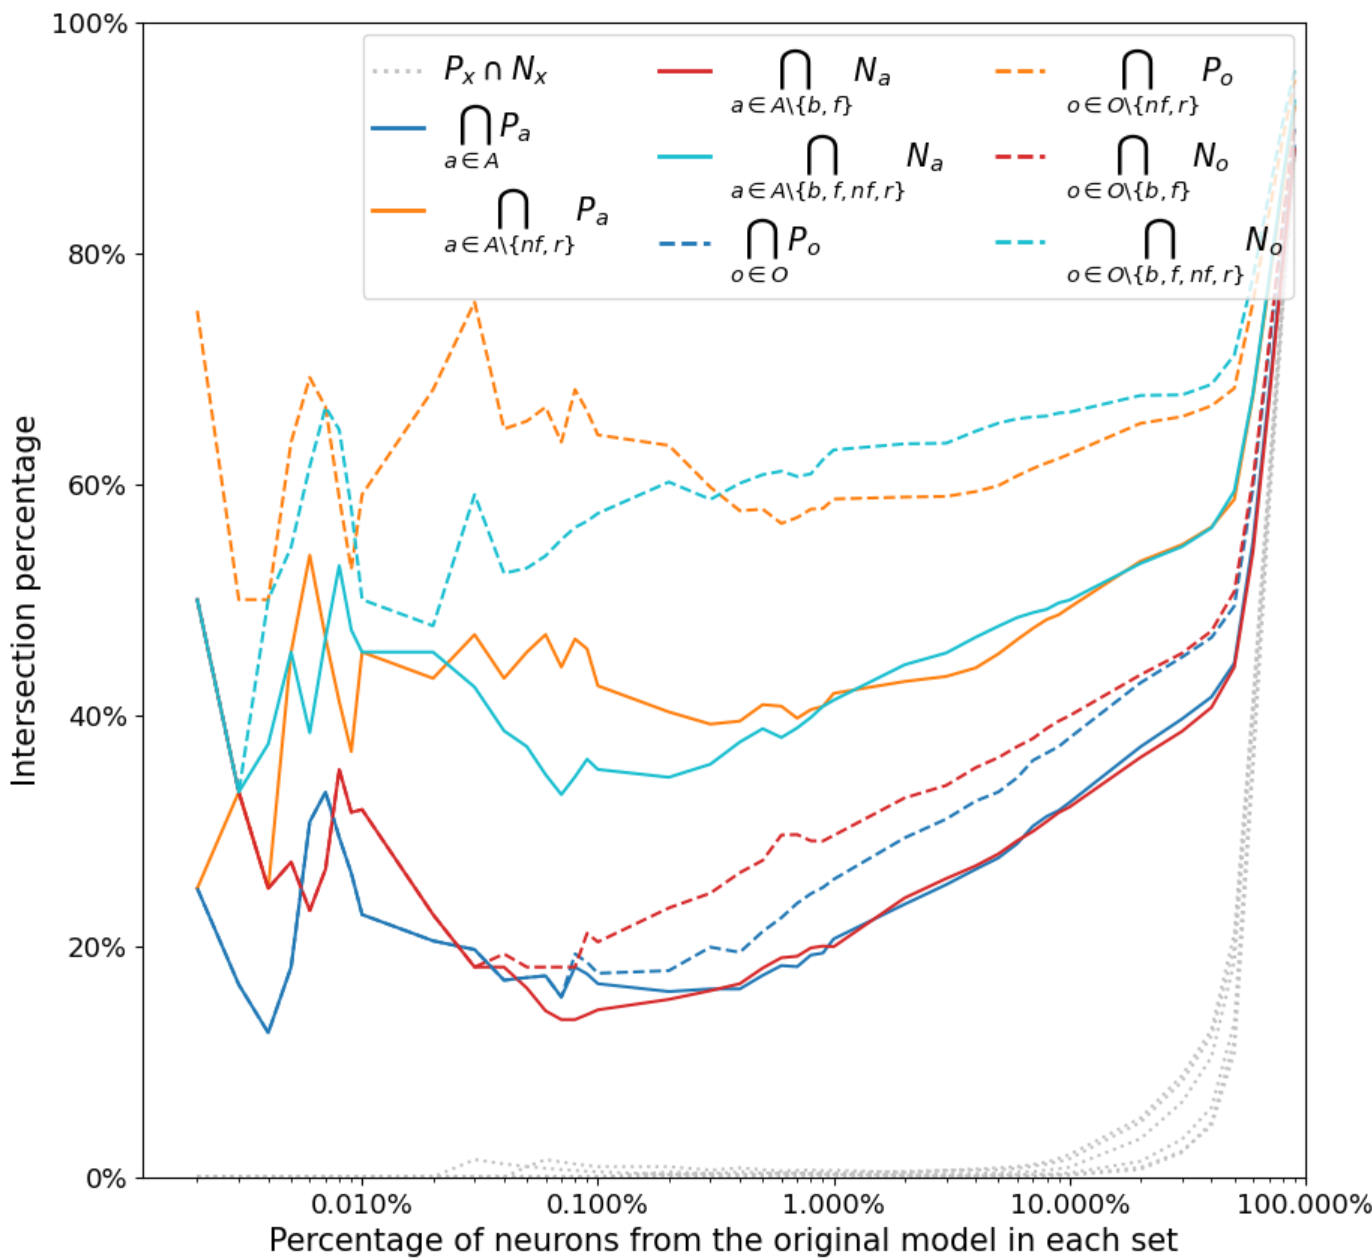 100%
80%
60%
40%
20%
0%
Intersection percentage
P_x ∩ N_x
⋂ P_a
a ∈ A
⋂ P_a
a ∈ A\{nf, r}
⋂ N_a
a ∈ A\{b, f}
⋂ N_a
a ∈ A\{b, f, nf, r}
⋂ P_o
o ∈ O
⋂ P_o
o ∈ O\{nf, r}
⋂ N_o
o ∈ O\{b, f}
⋂ N_o
o ∈ O\{b, f, nf, r}
0.010% 0.100% 1.000% 10.000% 100.000%
Percentage of neurons from the original model in each set